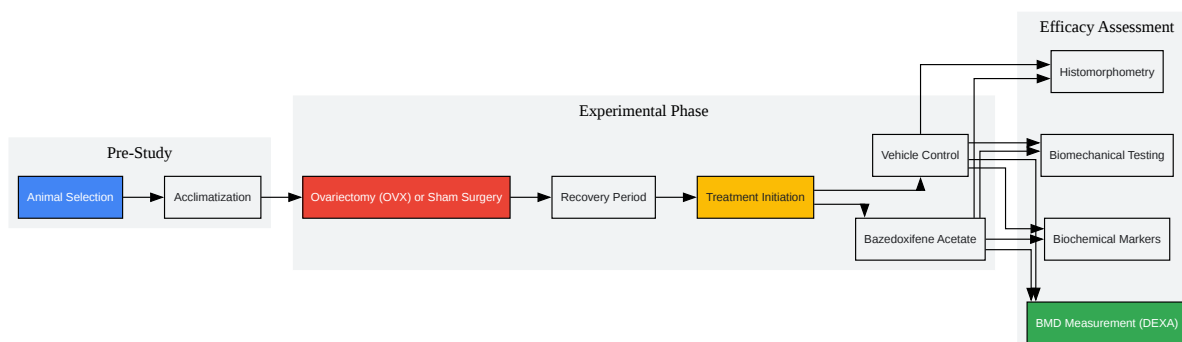 Efficacy Assessment
Histomorphometry
Experimental Phase
Pre-Study
Vehicle Control
Biomechanical Testing
Animal Selection
Acclimatization
Ovariectomy (OVX) or Sham Surgery
Recovery Period
Treatment Initiation
Bazedoxifene Acetate
Biochemical Markers
BMD Measurement (DEXA)